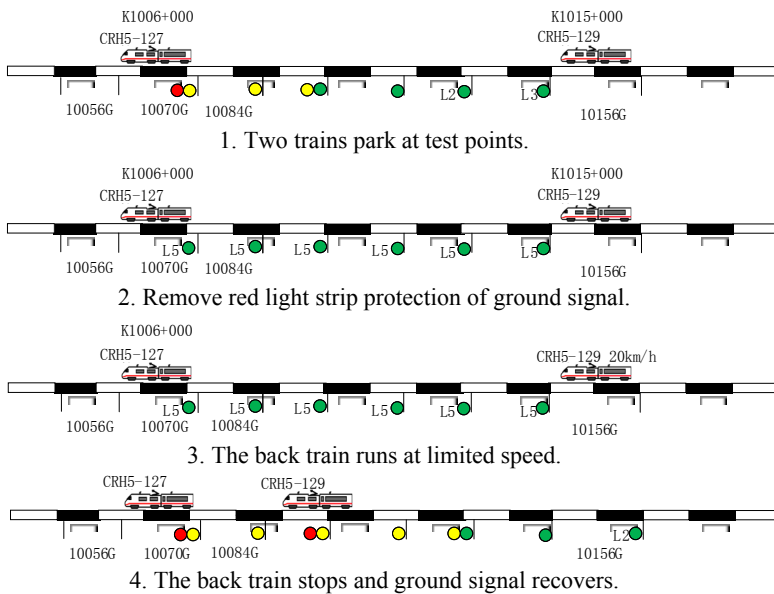 K1006+000 K1015+000
CRH5-127 CRH5-129
L2 L3
10056G 10070G 10084G 10156G
1. Two trains park at test points.
K1006+000 K1015+000
CRH5-127 CRH5-129
L5 L5 L5 L5 L5 L5
10056G 10070G 10084G 10156G
2. Remove red light strip protection of ground signal.
K1006+000
CRH5-127 CRH5-129 20km/h
L5 L5 L5 L5 L5 L5
10056G 10070G 10084G 10156G
3. The back train runs at limited speed.
CRH5-127 CRH5-129
L2
10056G 10070G 10084G 10156G
4. The back train stops and ground signal recovers.